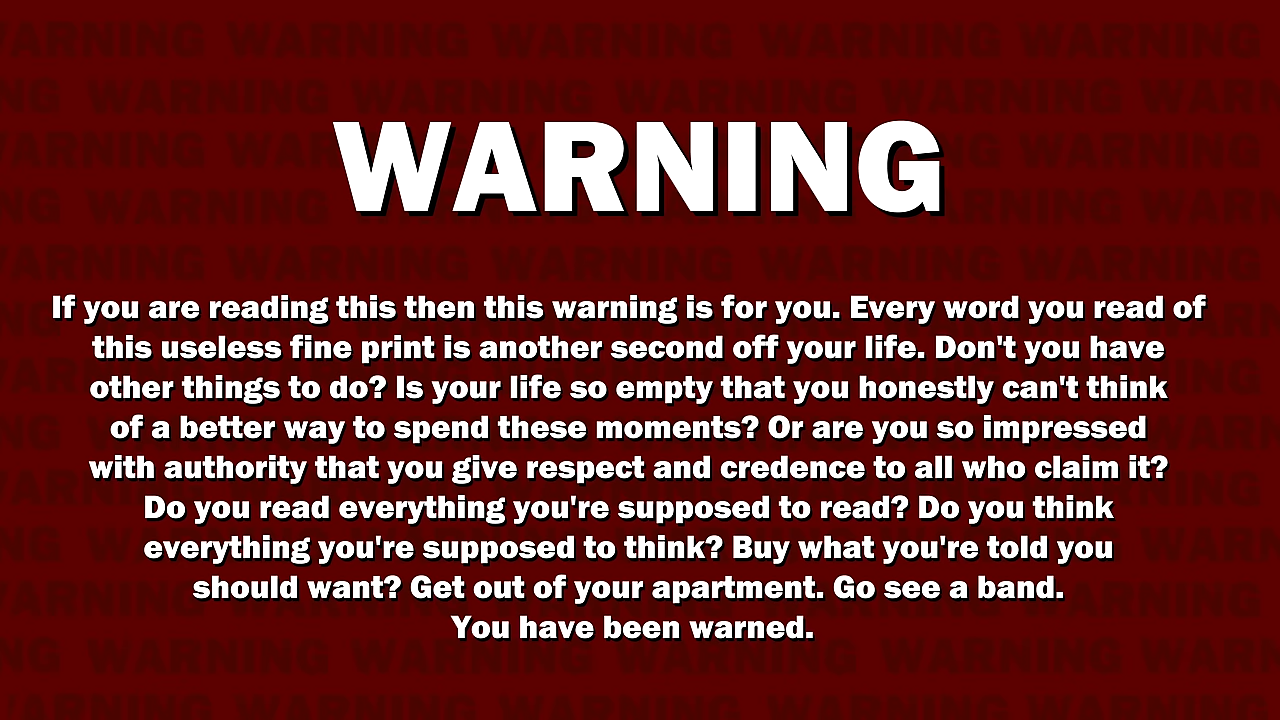 WARNING
If you are reading this then this warning is for you. Every word you read of
this useless fine print is another second off your life. Don't you have
other things to do? Is your life so empty that you honestly can't think
of a better way to spend these moments? Or are you so impressed
with authority that you give respect and credence to all who claim it?
Do you read everything you're supposed to read? Do you think
everything you're supposed to think? Buy what you're told you
should want? Get out of your apartment. Go see a band.
You have been warned.